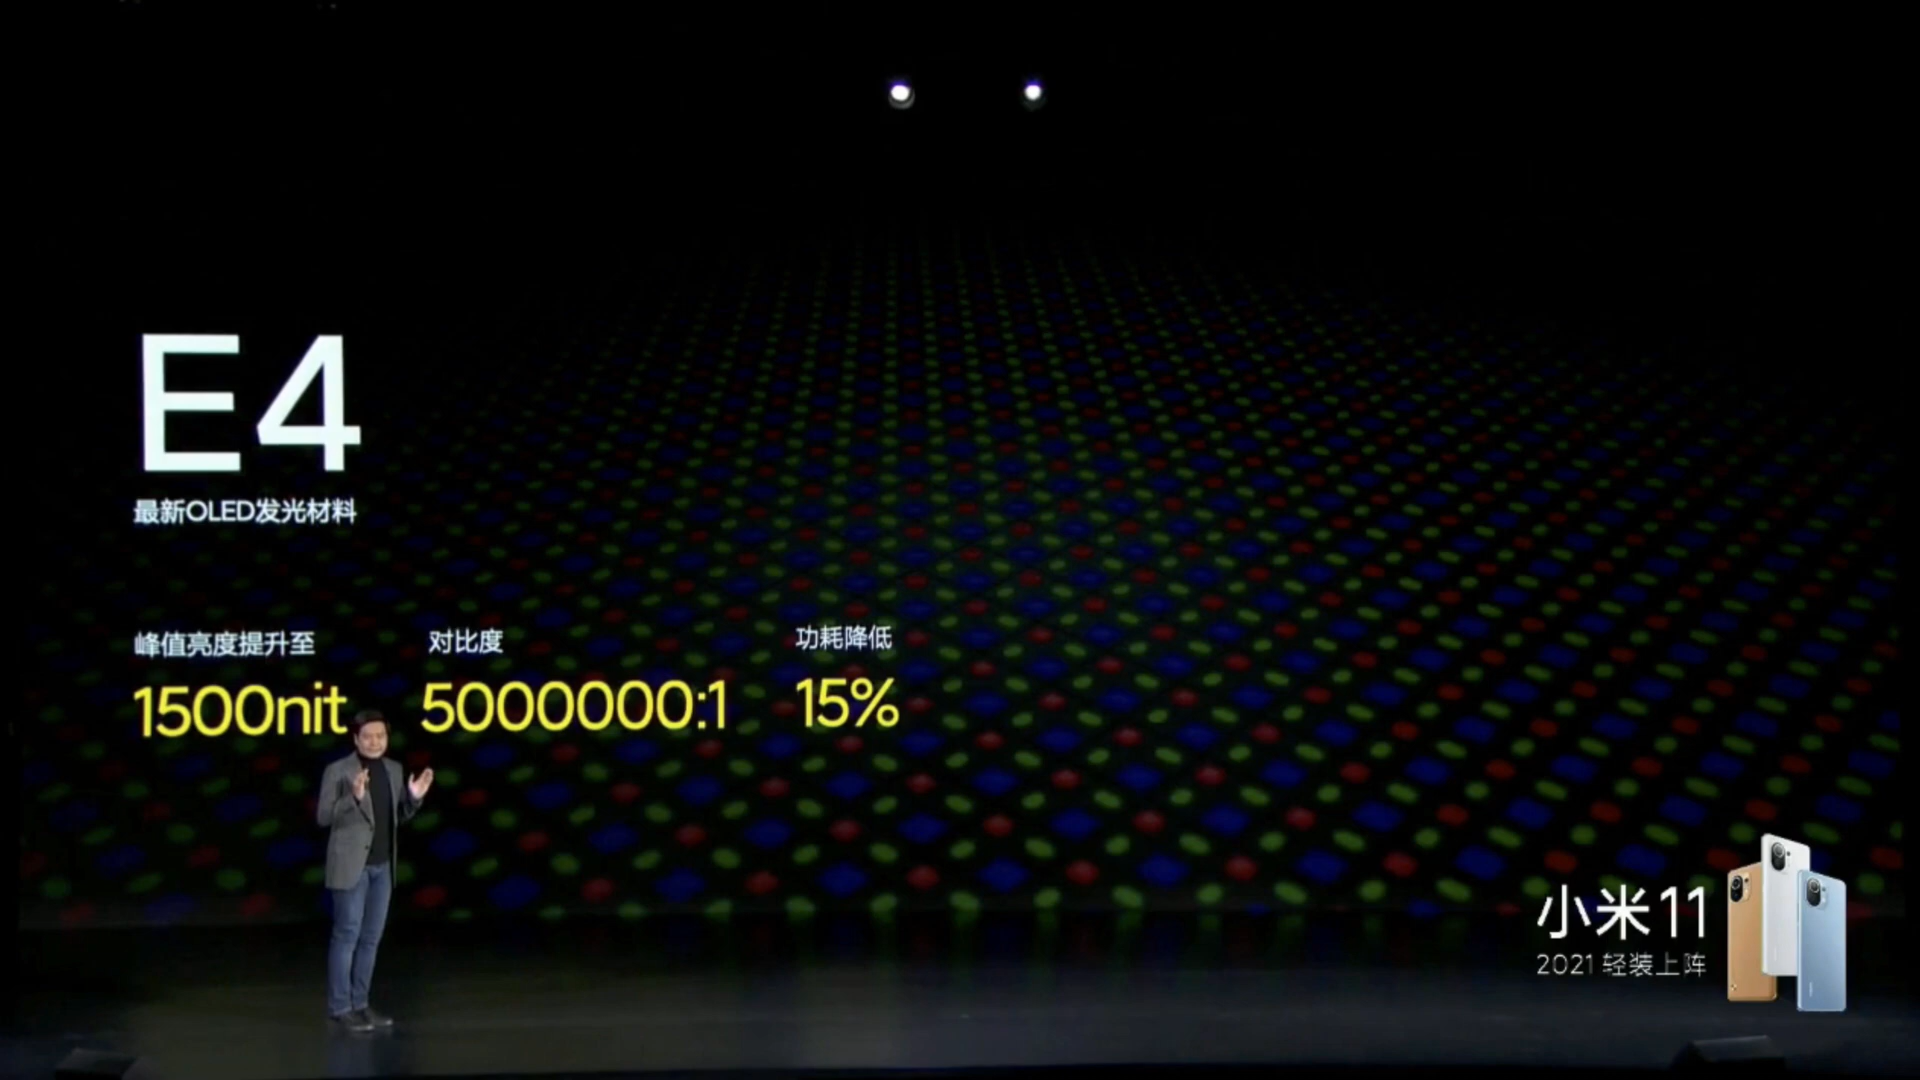 E4
最新OLED发光材料
峰值亮度提升至
1500nit
对比度
5000000:1
功耗降低
15%
小米11
2021 轻装上阵